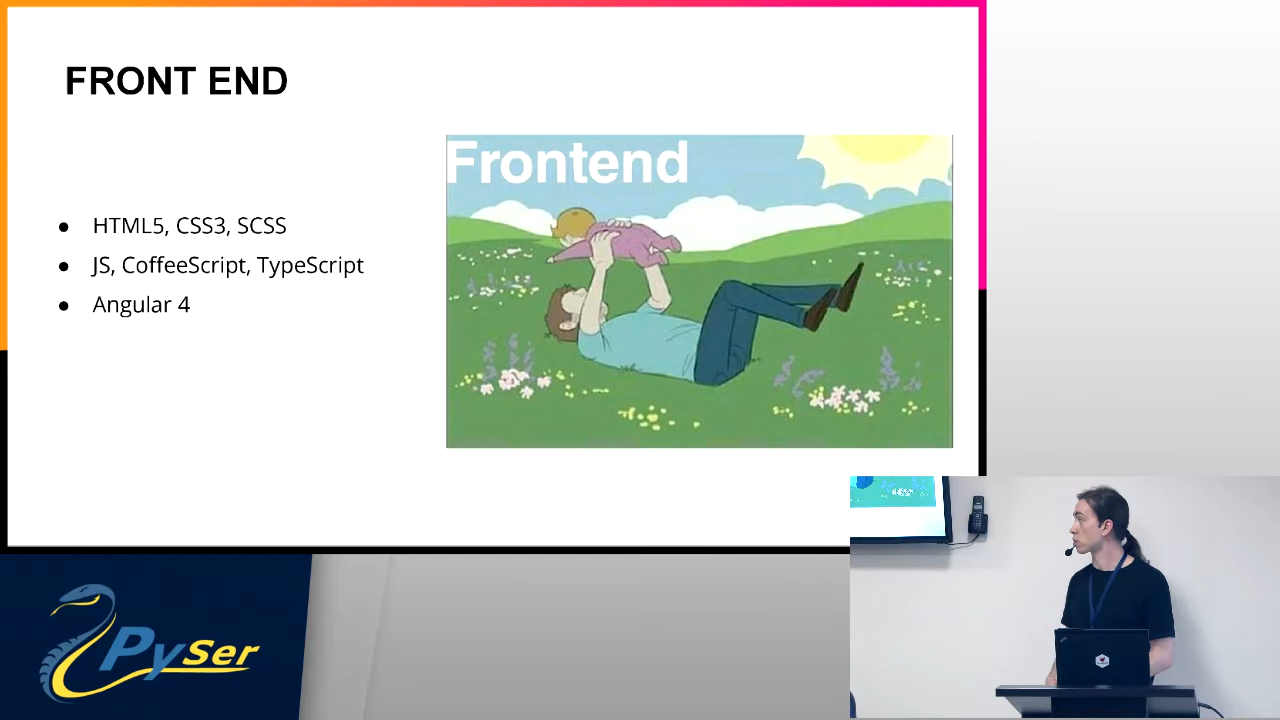 FRONT END
● HTML5, CSS3, SCSS
● JS, CoffeeScript, TypeScript
● Angular 4
Frontend
PySer